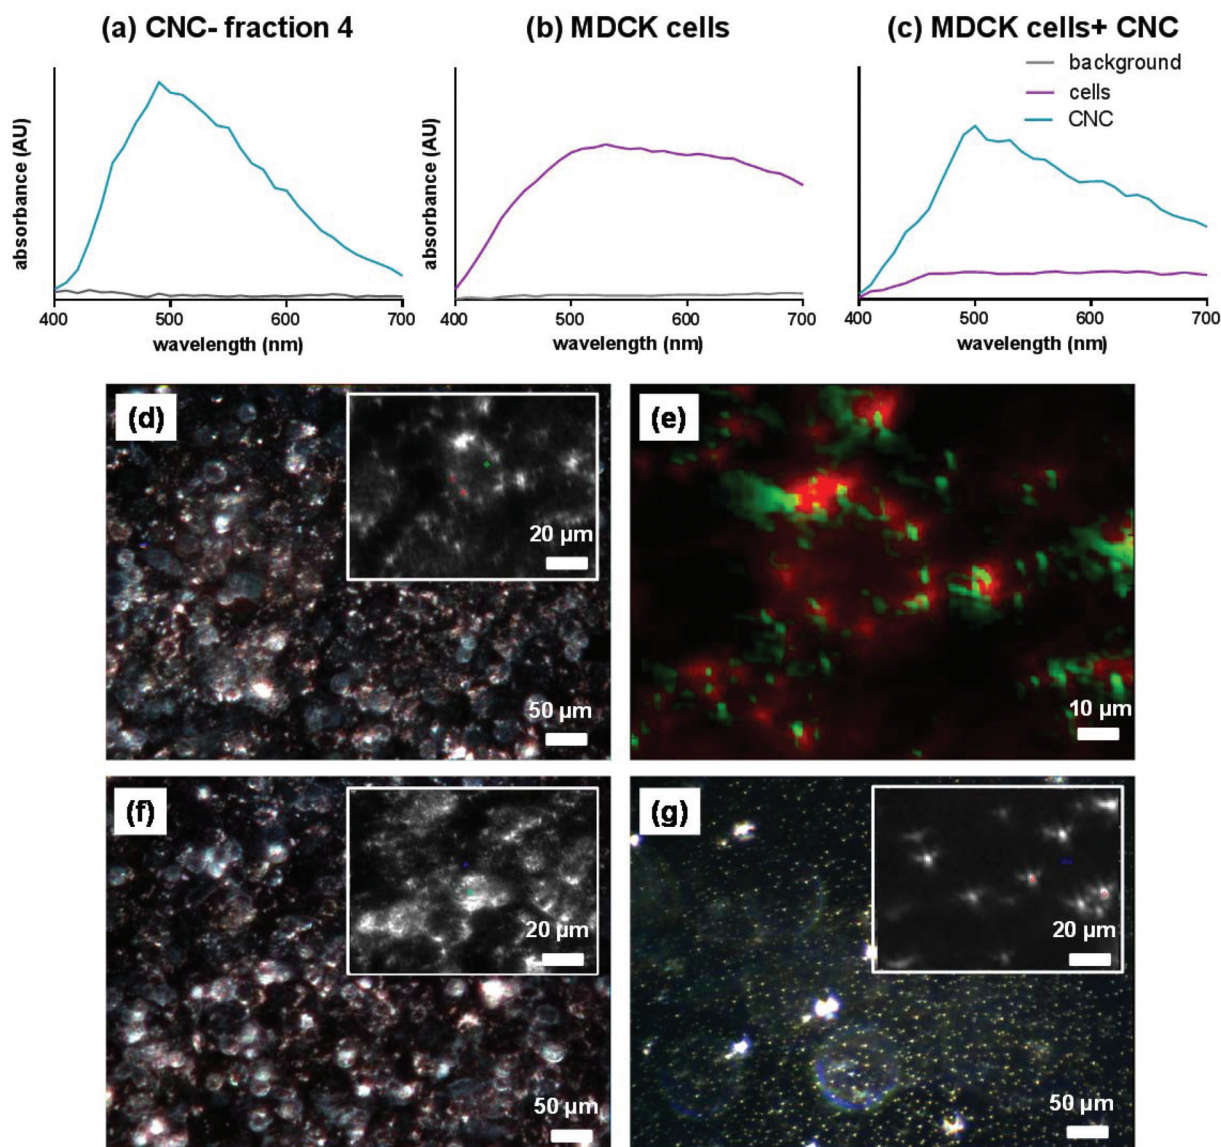 (a) CNC- fraction 4
(b) MDCK cells
(c) MDCK cells+ CNC
background
cells
CNC
absorbance (AU)
absorbance (AU)
400 500 600 700
400 500 600 700
400 500 600 700
wavelength (nm)
wavelength (nm)
wavelength (nm)
(d)
20 µm
50 µm
(e)
10 µm
(f)
20 µm
50 µm
(g)
20 µm
50 µm